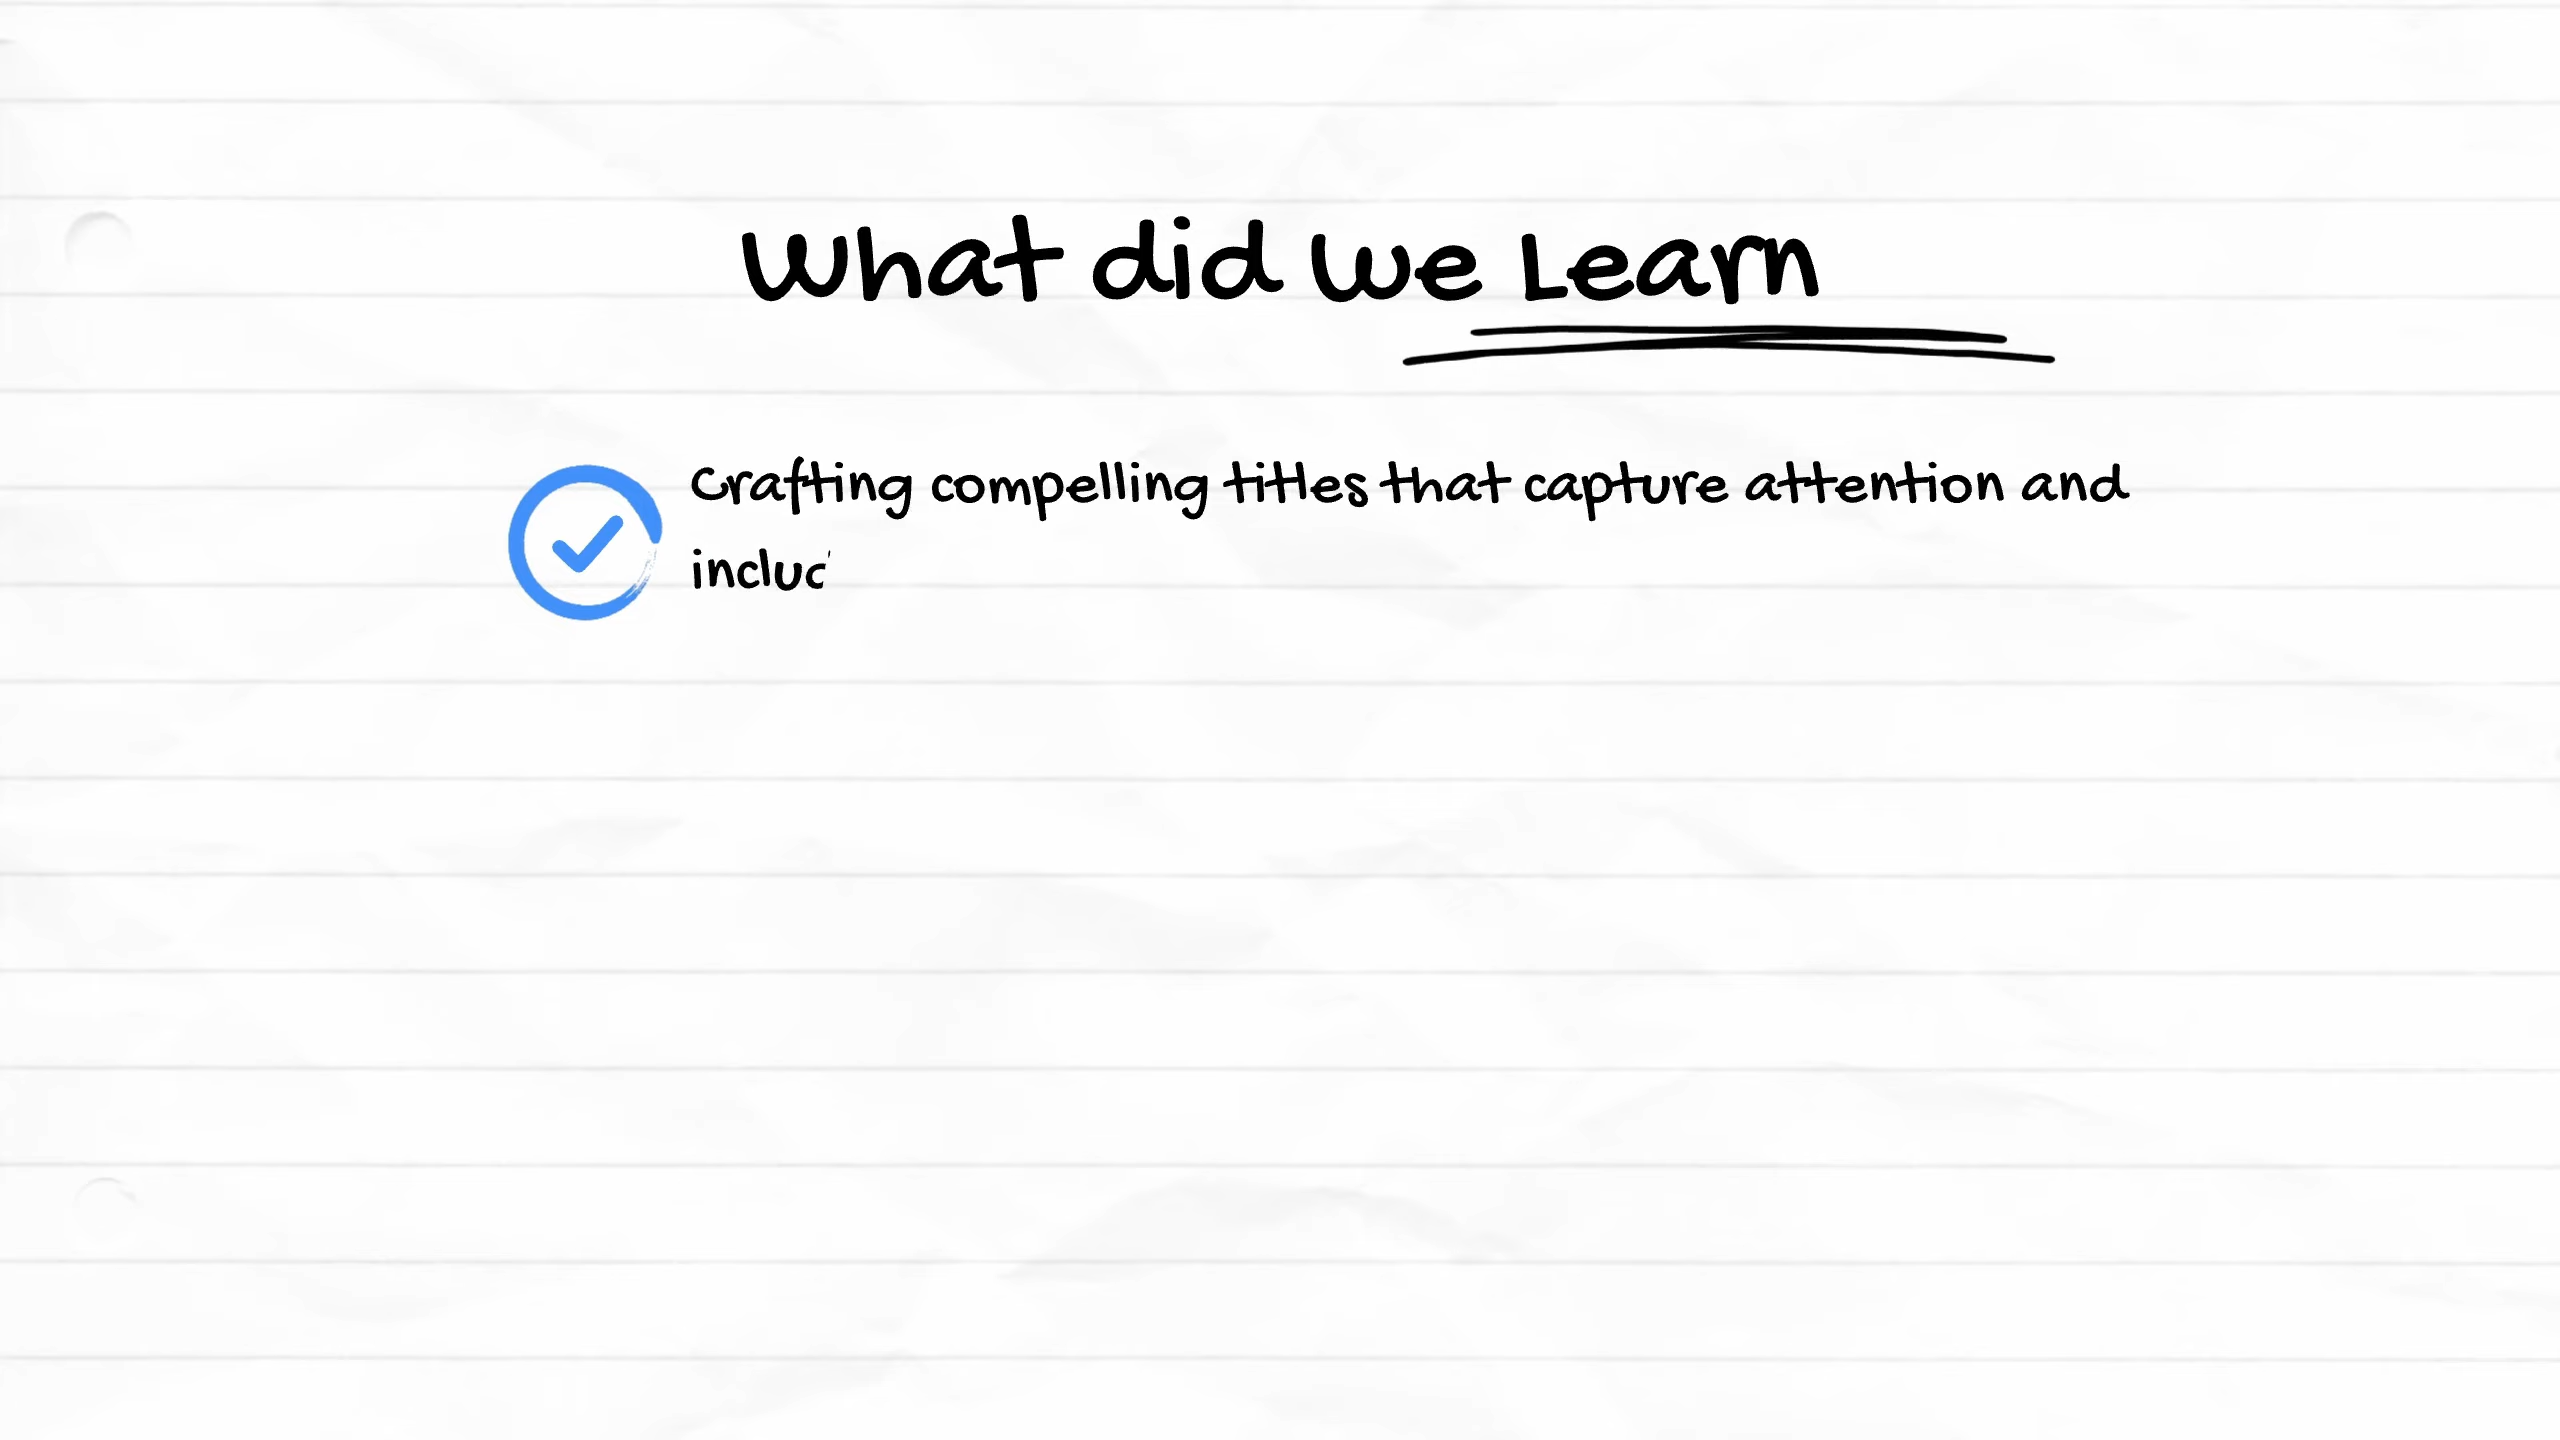 What did We Learn
Crafting compelling titles that capture attention and